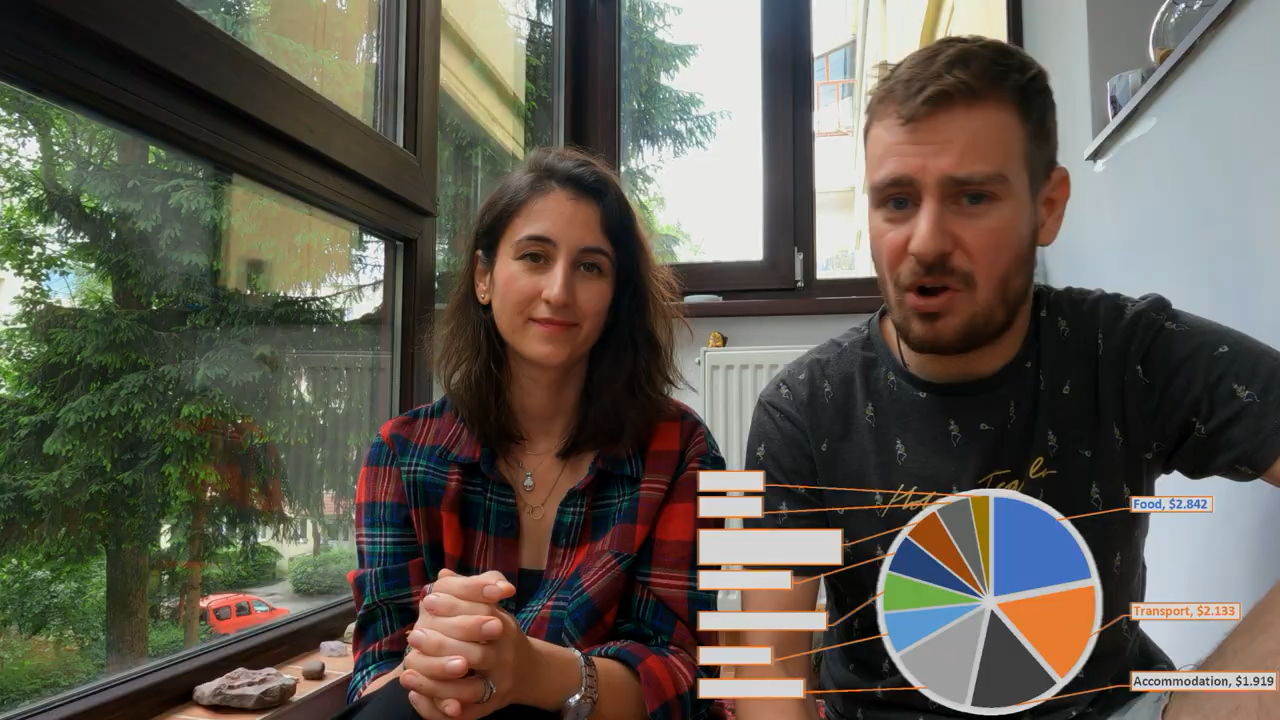 Food, $2.842
Transport, $2.133
Accommodation, $1.919